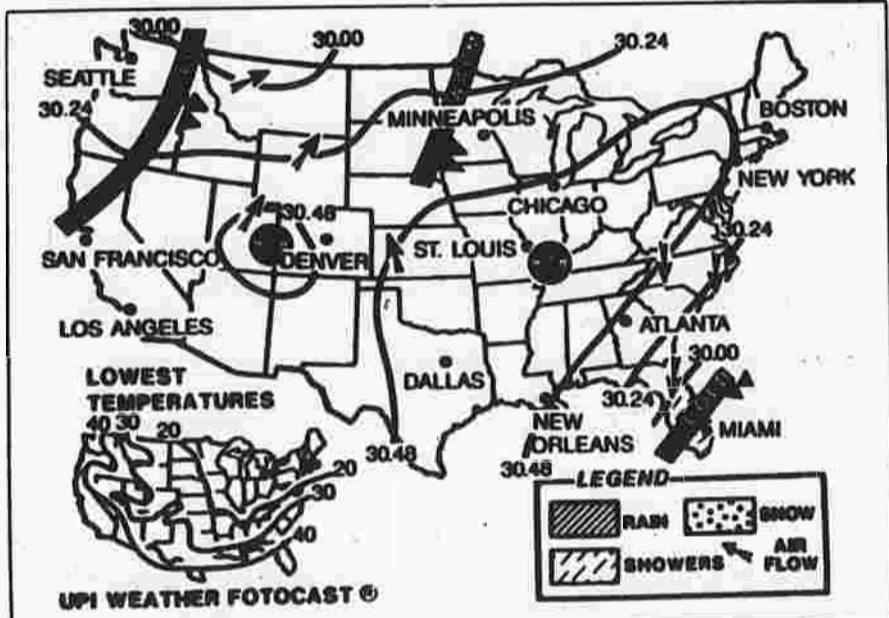 30.00
30.00
30.24
SEATTLE
30.24
MINNEAPOLIS
BOSTON
NEW YORK
CHICAGO
30.48
30.24
ST. LOUIS
SAN FRANCISCO
DENVER
LOS ANGELES
ATLANTA
30.00
DALLAS
LOWEST
TEMPERATURES
30.24
NEW
ORLEANS
MIAMI
40 30 20
30.48
30.48
20
30
40
LEGEND
RAIN
SNOW
SHOWERS
AIR
FLOW
UPI WEATHER FOTOCAST ®